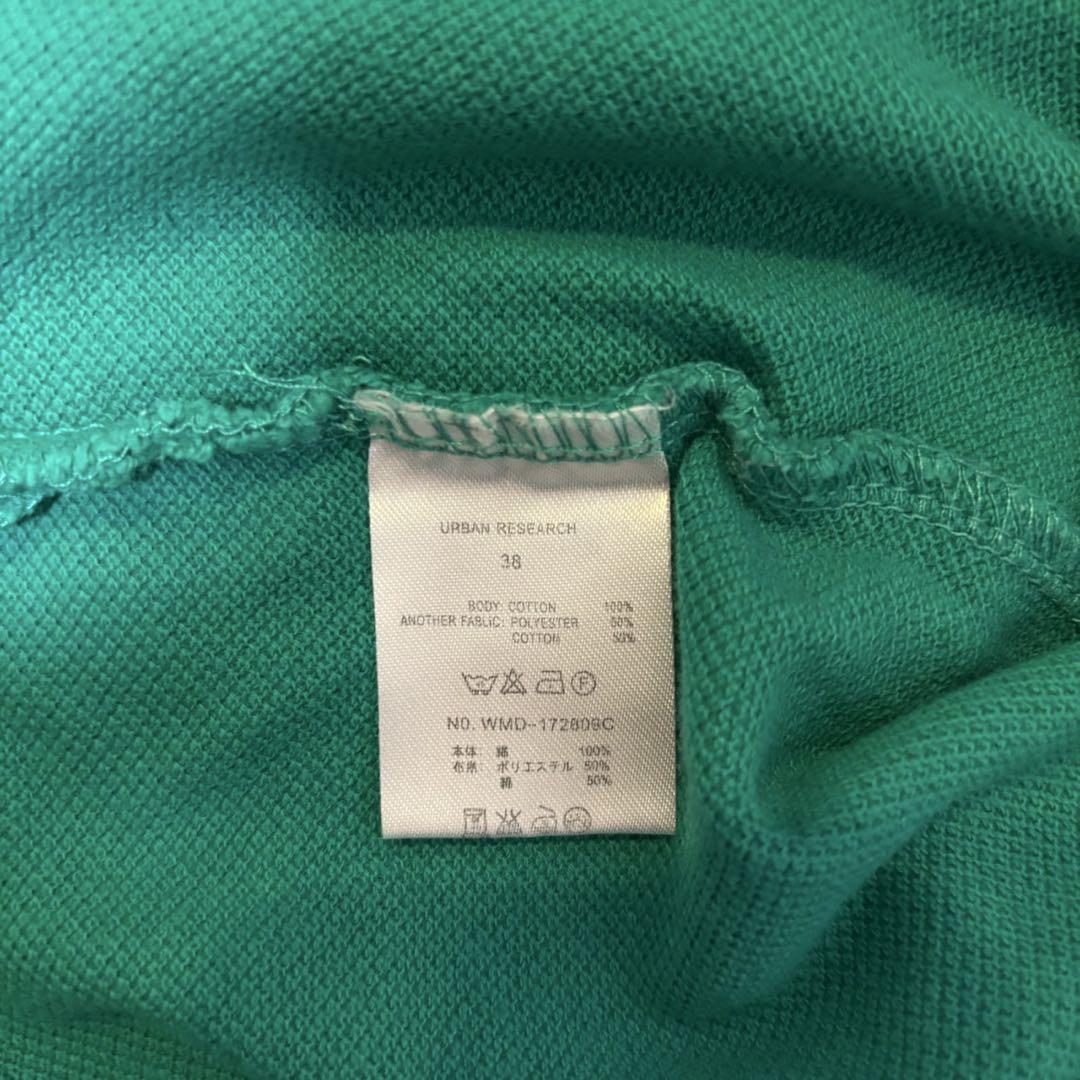 URBAN RESEARCH
38
BODY: COTTON 100%
ANOTHER FABLIC: POLYESTER 50%
COTTON 50%
F
NO. WMD-172809C
本体: 綿 100%
布帛: ポリエステル 50%
綿 50%